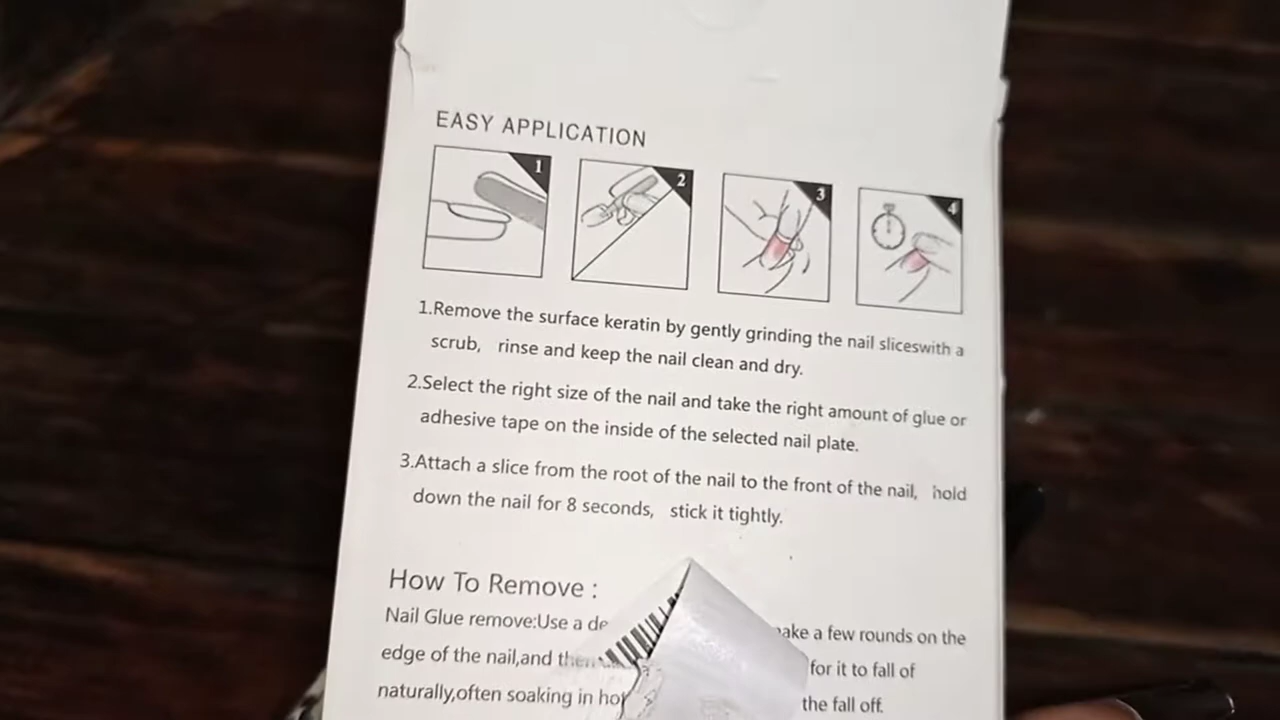 EASY APPLICATION
1 2 3 4
1.Remove the surface keratin by gently grinding the nail sliceswith a
scrub, rinse and keep the nail clean and dry.
2.Select the right size of the nail and take the right amount of glue or
adhesive tape on the inside of the selected nail plate.
3.Attach a slice from the root of the nail to the front of the nail, hold
down the nail for 8 seconds, stick it tightly.
How To Remove :
Nail Glue remove:Use a a few rounds on the
edge of the nail,and for it to fall of
naturally,often soaking in the fall off.